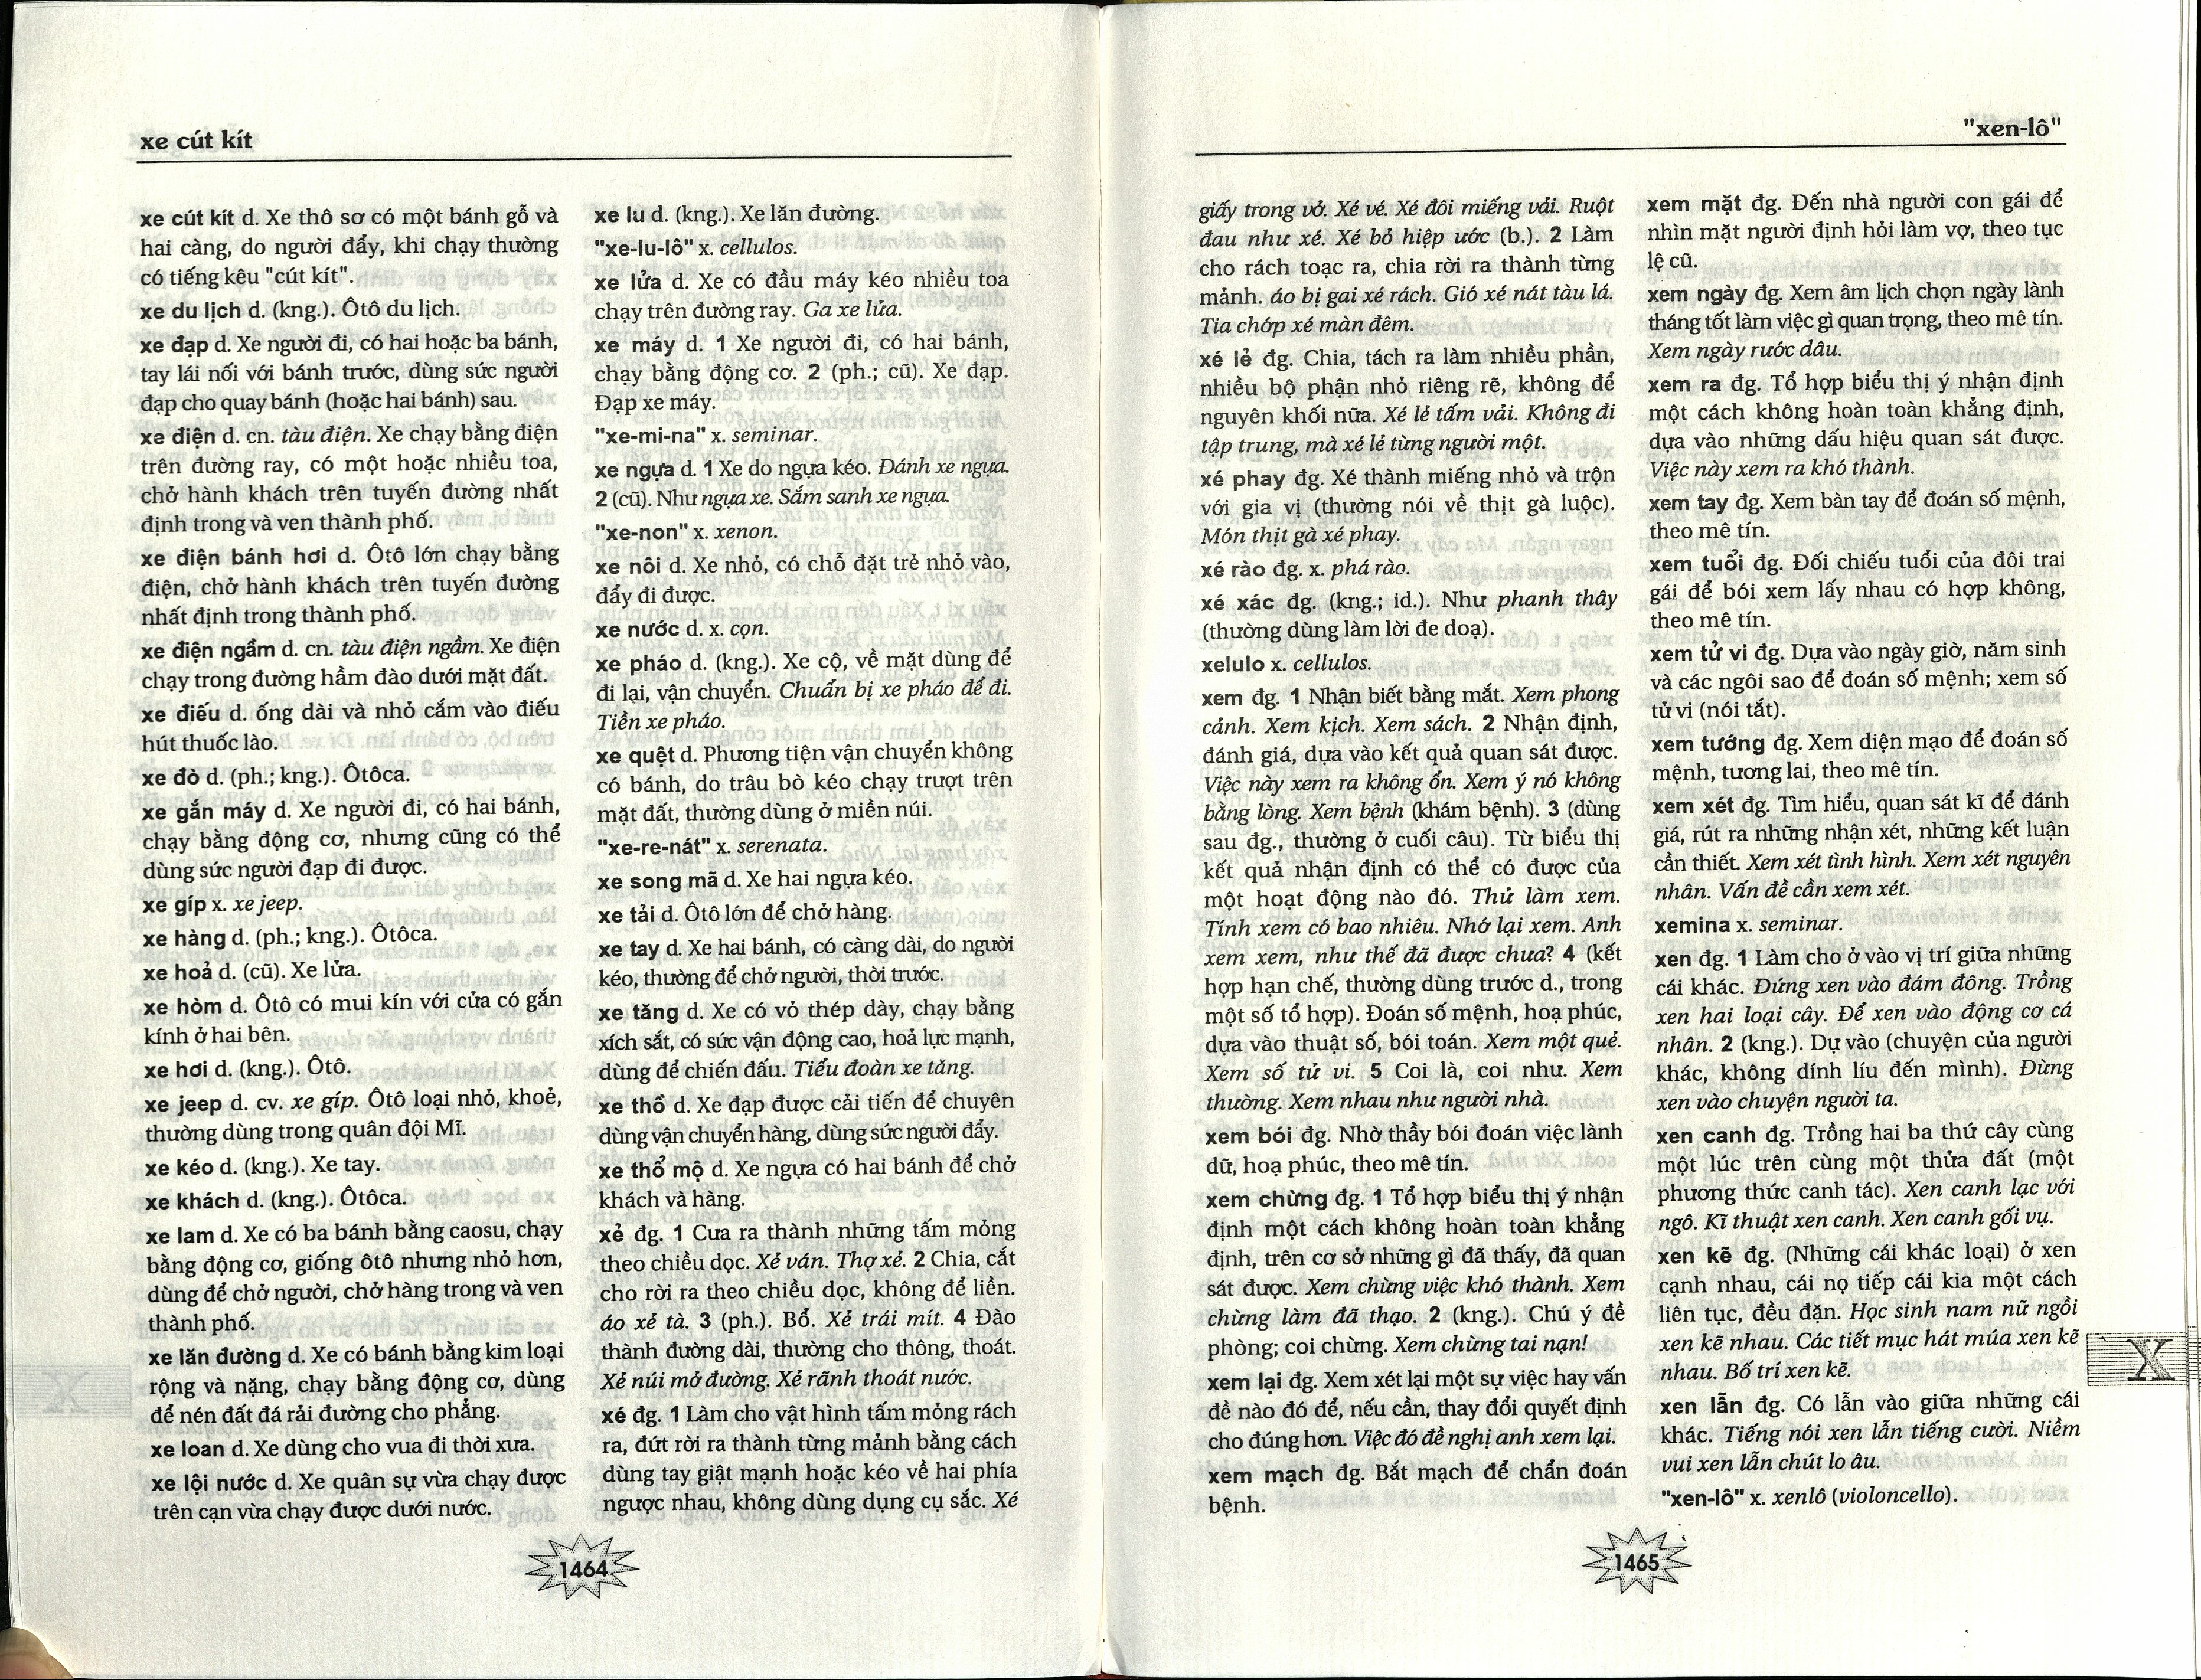 xe cút kít
xe cút kít d. Xe thô sơ có một bánh gỗ và
hai càng, do người đẩy, khi chạy thường
có tiếng kêu "cút kít".
xe du lịch d. (kng.). Ôtô du lịch.
xe đạp d. Xe người đi, có hai hoặc ba bánh,
tay lái nối với bánh trước, dùng sức người
đạp cho quay bánh (hoặc hai bánh) sau.
xe điện d. cn. tàu điện. Xe chạy bằng điện
trên đường ray, có một hoặc nhiều toa,
chở hành khách trên tuyến đường nhất
định trong và ven thành phố.
xe điện bánh hơi d. Ôtô lớn chạy bằng
điện, chở hành khách trên tuyến đường
nhất định trong thành phố.
xe điện ngầm d. cn. tàu điện ngầm. Xe điện
chạy trong đường hầm đào dưới mặt đất.
xe điếu d. ống dài và nhỏ cắm vào điếu
hút thuốc lào.
xe đò d. (ph.; kng.). Ôtôca.
xe gắn máy d. Xe người đi, có hai bánh,
chạy bằng động cơ, nhưng cũng có thể
dùng sức người đạp đi được.
xe gíp x. xe jeep.
xe hàng d. (ph.; kng.). Ôtôca.
xe hoả d. (cũ). Xe lửa.
xe hòm d. Ôtô có mui kín với cửa có gắn
kính ở hai bên.
xe hơi d. (kng.). Ôtô.
xe jeep d. cv. xe gíp. Ôtô loại nhỏ, khoẻ,
thường dùng trong quân đội Mĩ.
xe kéo d. (kng.). Xe tay.
xe khách d. (kng.). Ôtôca.
xe lam d. Xe có ba bánh bằng caosu, chạy
bằng động cơ, giống ôtô nhưng nhỏ hơn,
dùng để chở người, chở hàng trong và ven
thành phố.
xe lăn đường d. Xe có bánh bằng kim loại
rộng và nặng, chạy bằng động cơ, dùng
để nén đất đá rải đường cho phẳng.
xe loan d. Xe dùng cho vua đi thời xưa.
xe lội nước d. Xe quân sự vừa chạy được
trên cạn vừa chạy được dưới nước.
xe lu d. (kng.). Xe lăn đường.
"xe-lu-lô" x. cellulos.
xe lửa d. Xe có đầu máy kéo nhiều toa
chạy trên đường ray. Ga xe lửa.
xe máy d. 1 Xe người đi, có hai bánh,
chạy bằng động cơ. 2 (ph.; cũ). Xe đạp.
Đạp xe máy.
"xe-mi-na" x. seminar.
xe ngựa d. 1 Xe do ngựa kéo. Đánh xe ngựa.
2 (cũ). Như ngựa xe. Sắm sanh xe ngựa.
"xe-non" x. xenon.
xe nôi d. Xe nhỏ, có chỗ đặt trẻ nhỏ vào,
đẩy đi được.
xe nước d. x. cọn.
xe pháo d. (kng.). Xe cộ, về mặt dùng để
đi lại, vận chuyển. Chuẩn bị xe pháo để đi.
Tiền xe pháo.
xe quệt d. Phương tiện vận chuyển không
có bánh, do trâu bò kéo chạy trượt trên
mặt đất, thường dùng ở miền núi.
"xe-re-nát" x. serenata.
xe song mã d. Xe hai ngựa kéo.
xe tải d. Ôtô lớn để chở hàng.
xe tay d. Xe hai bánh, có càng dài, do người
kéo, thường để chở người, thời trước.
xe tăng d. Xe có vỏ thép dày, chạy bằng
xích sắt, có sức vận động cao, hoả lực mạnh,
dùng để chiến đấu. Tiểu đoàn xe tăng.
xe thồ d. Xe đạp được cải tiến để chuyên
dùng vận chuyển hàng, dùng sức người đẩy.
xe thổ mộ d. Xe ngựa có hai bánh để chở
khách và hàng.
xẻ đg. 1 Cưa ra thành những tấm mỏng
theo chiều dọc. Xẻ ván. Thợ xẻ. 2 Chia, cắt
cho rời ra theo chiều dọc, không để liền.
áo xẻ tà. 3 (ph.). Bổ. Xẻ trái mít. 4 Đào
thành đường dài, thường cho thông, thoát.
Xẻ núi mở đường. Xẻ rãnh thoát nước.
xé đg. 1 Làm cho vật hình tấm mỏng rách
ra, đứt rời ra thành từng mảnh bằng cách
dùng tay giật mạnh hoặc kéo về hai phía
ngược nhau, không dùng dụng cụ sắc. Xé
1464
"xen-lô"
giấy trong vở. Xé vé. Xé đôi miếng vải. Ruột
đau như xé. Xé bỏ hiệp ước (b.). 2 Làm
cho rách toạc ra, chia rời ra thành từng
mảnh. áo bị gai xé rách. Gió xé nát tàu lá.
Tia chớp xé màn đêm.
xé lẻ đg. Chia, tách ra làm nhiều phần,
nhiều bộ phận nhỏ riêng rẽ, không để
nguyên khối nữa. Xé lẻ tấm vải. Không đi
tập trung, mà xé lẻ từng người một.
xé phay đg. Xé thành miếng nhỏ và trộn
với gia vị (thường nói về thịt gà luộc).
Món thịt gà xé phay.
xé rào đg. x. phá rào.
xé xác đg. (kng.; id.). Như phanh thây
(thường dùng làm lời đe doạ).
xelulo x. cellulos.
xem đg. 1 Nhận biết bằng mắt. Xem phong
cảnh. Xem kịch. Xem sách. 2 Nhận định,
đánh giá, dựa vào kết quả quan sát được.
Việc này xem ra không ổn. Xem ý nó không
bằng lòng. Xem bệnh (khám bệnh). 3 (dùng
sau đg., thường ở cuối câu). Từ biểu thị
kết quả nhận định có thể có được của
một hoạt động nào đó. Thử làm xem.
Tính xem có bao nhiêu. Nhớ lại xem. Anh
xem xem, như thế đã được chưa? 4 (kết
hợp hạn chế, thường dùng trước d., trong
một số tổ hợp). Đoán số mệnh, hoạ phúc,
dựa vào thuật số, bói toán. Xem một quẻ.
Xem số tử vi. 5 Coi là, coi như. Xem
thường. Xem nhau như người nhà.
xem bói đg. Nhờ thầy bói đoán việc lành
dữ, hoạ phúc, theo mê tín.
xem chừng đg. 1 Tổ hợp biểu thị ý nhận
định một cách không hoàn toàn khẳng
định, trên cơ sở những gì đã thấy, đã quan
sát được. Xem chừng việc khó thành. Xem
chừng làm đã thạo. 2 (kng.). Chú ý đề
phòng; coi chừng. Xem chừng tai nạn!
xem lại đg. Xem xét lại một sự việc hay vấn
đề nào đó để, nếu cần, thay đổi quyết định
cho đúng hơn. Việc đó đề nghị anh xem lại.
xem mạch đg. Bắt mạch để chẩn đoán
bệnh.
xem mặt đg. Đến nhà người con gái để
nhìn mặt người định hỏi làm vợ, theo tục
lệ cũ.
xem ngày đg. Xem âm lịch chọn ngày lành
tháng tốt làm việc gì quan trọng, theo mê tín.
Xem ngày rước dâu.
xem ra đg. Tổ hợp biểu thị ý nhận định
một cách không hoàn toàn khẳng định,
dựa vào những dấu hiệu quan sát được.
Việc này xem ra khó thành.
xem tay đg. Xem bàn tay để đoán số mệnh,
theo mê tín.
xem tuổi đg. Đối chiếu tuổi của đôi trai
gái để bói xem lấy nhau có hợp không,
theo mê tín.
xem tử vi đg. Dựa vào ngày giờ, năm sinh
và các ngôi sao để đoán số mệnh; xem số
tử vi (nói tắt).
xem tướng đg. Xem diện mạo để đoán số
mệnh, tương lai, theo mê tín.
xem xét đg. Tìm hiểu, quan sát kĩ để đánh
giá, rút ra những nhận xét, những kết luận
cần thiết. Xem xét tình hình. Xem xét nguyên
nhân. Vấn đề cần xem xét.
xemina x. seminar.
xen đg. 1 Làm cho ở vào vị trí giữa những
cái khác. Đứng xen vào đám đông. Trồng
xen hai loại cây. Để xen vào động cơ cá
nhân. 2 (kng.). Dự vào (chuyện của người
khác, không dính líu đến mình). Đừng
xen vào chuyện người ta.
xen canh đg. Trồng hai ba thứ cây cùng
một lúc trên cùng một thửa đất (một
phương thức canh tác). Xen canh lạc với
ngô. Kĩ thuật xen canh. Xen canh gối vụ.
xen kẽ đg. (Những cái khác loại) ở xen
cạnh nhau, cái nọ tiếp cái kia một cách
liên tục, đều đặn. Học sinh nam nữ ngồi
xen kẽ nhau. Các tiết mục hát múa xen kẽ
nhau. Bố trí xen kẽ.
xen lẫn đg. Có lẫn vào giữa những cái
khác. Tiếng nói xen lẫn tiếng cười. Niềm
vui xen lẫn chút lo âu.
"xen-lô" x. xenlô (violoncello).
X
1465